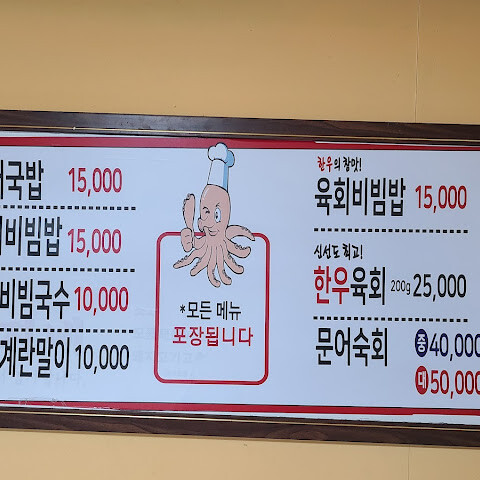 국밥 15,000
비빔밥 15,000
비빔국수 10,000
계란말이 10,000
*모든 메뉴
포장됩니다
한우의 참맛!
육회비빔밥 15,000
신선도 최고!
한우육회 200g 25,000
문어숙회 중 40,000
대 50,000